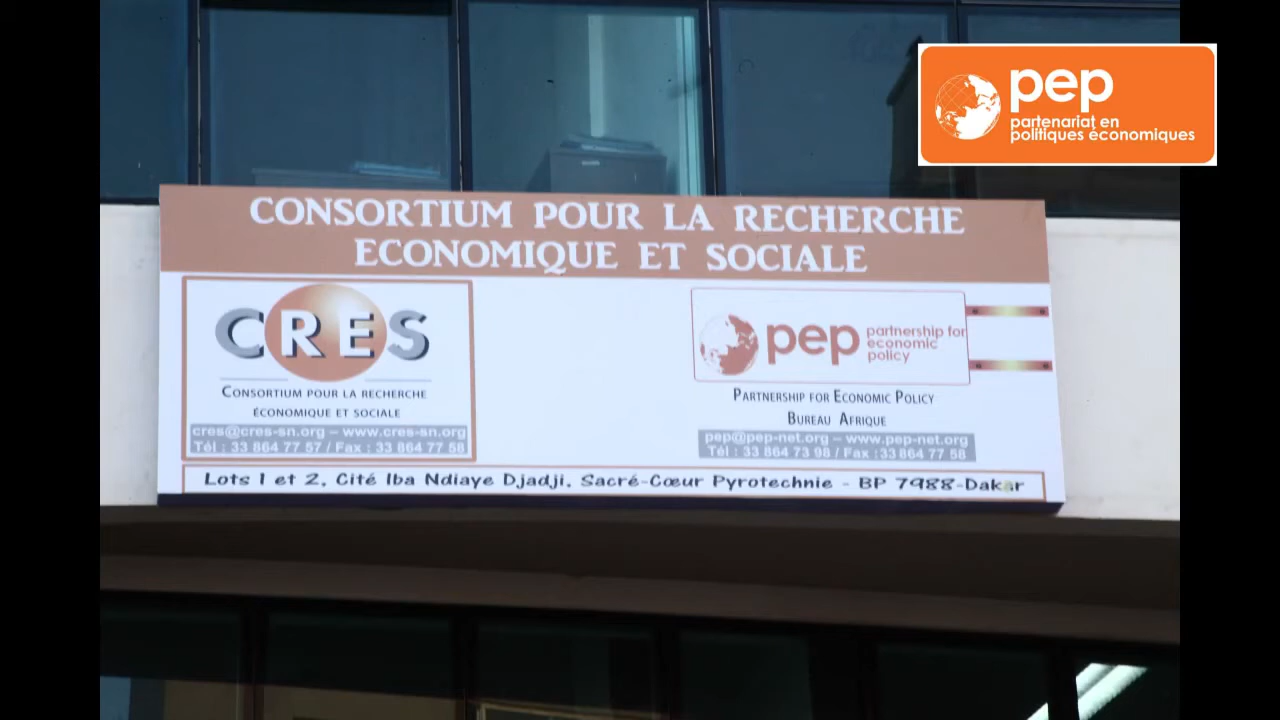 pep
partenariat en
politiques économiques
CONSORTIUM POUR LA RECHERCHE
ECONOMIQUE ET SOCIALE
CRES
CONSORTIUM POUR LA RECHERCHE
ÉCONOMIQUE ET SOCIALE
cres@cres-sn.org – www.cres-sn.org
Tél : 33 864 77 57 / Fax : 33 864 77 58
pep
partnership for
economic
policy
PARTNERSHIP FOR ECONOMIC POLICY
BUREAU AFRIQUE
pep@pep-net.org – www.pep-net.org
Tél : 33 864 73 98 / Fax :33 864 77 58
Lots 1 et 2, Cité Iba Ndiaye Djadji, Sacré-Cœur Pyrotechnie - BP 7988-Dakar